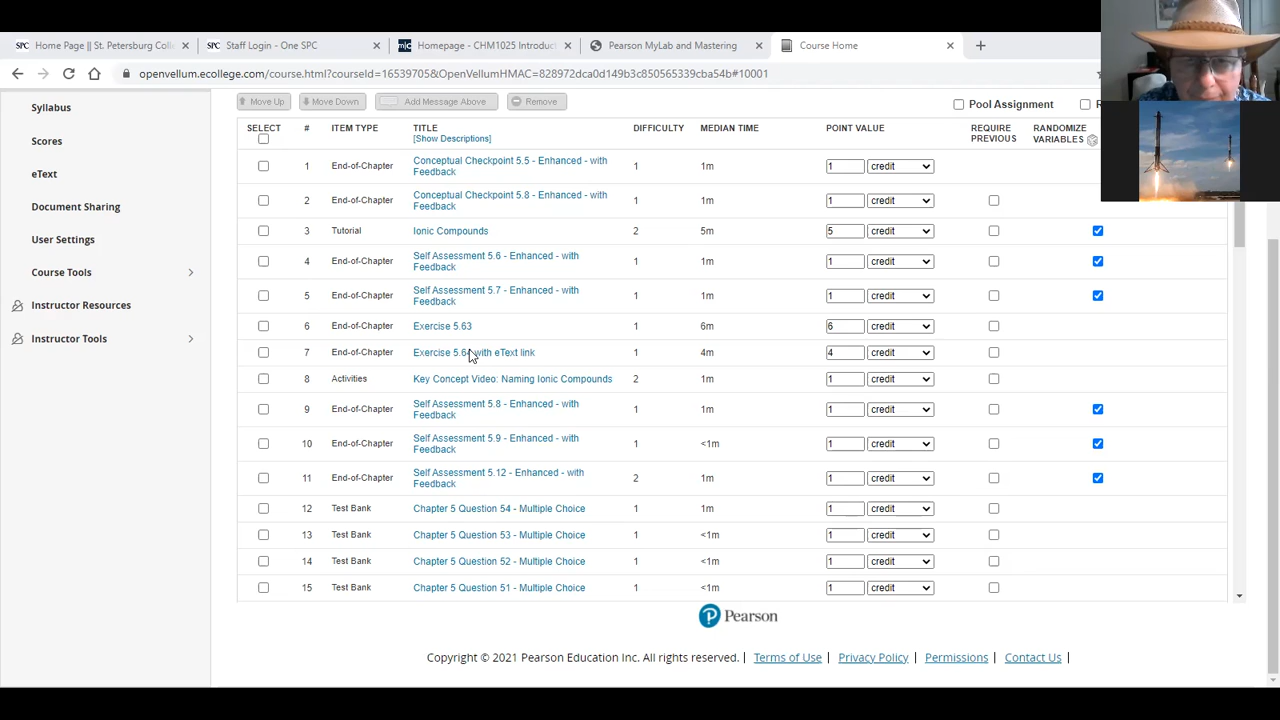 SPC Home Page || St. Petersburg Coll
SPC Staff Login - One SPC
Homepage - CHM1025 Introduct
Pearson MyLab and Mastering
Course Home
openvellum.ecollege.com/course.html?courseId=16539705&OpenVellumHMAC=828972dca0d149b3c850565339cba54b#10001
Syllabus
Scores
eText
Document Sharing
User Settings
Course Tools
Instructor Resources
Instructor Tools
Move Up Move Down Add Message Above Remove Pool Assignment
SELECT # ITEM TYPE TITLE DIFFICULTY MEDIAN TIME POINT VALUE REQUIRE PREVIOUS RANDOMIZE VARIABLES
[Show Descriptions]
1 End-of-Chapter Conceptual Checkpoint 5.5 - Enhanced - with Feedback 1 1m 1 credit
2 End-of-Chapter Conceptual Checkpoint 5.8 - Enhanced - with Feedback 1 1m 1 credit
3 Tutorial Ionic Compounds 2 5m 5 credit
4 End-of-Chapter Self Assessment 5.6 - Enhanced - with Feedback 1 1m 1 credit
5 End-of-Chapter Self Assessment 5.7 - Enhanced - with Feedback 1 1m 1 credit
6 End-of-Chapter Exercise 5.63 1 6m 6 credit
7 End-of-Chapter Exercise with eText link 1 4m 4 credit
8 Activities Key Concept Video: Naming Ionic Compounds 2 1m 1 credit
9 End-of-Chapter Self Assessment 5.8 - Enhanced - with Feedback 1 1m 1 credit
10 End-of-Chapter Self Assessment 5.9 - Enhanced - with Feedback 1 <1m 1 credit
11 End-of-Chapter Self Assessment 5.12 - Enhanced - with Feedback 2 1m 1 credit
12 Test Bank Chapter 5 Question 54 - Multiple Choice 1 1m 1 credit
13 Test Bank Chapter 5 Question 53 - Multiple Choice 1 <1m 1 credit
14 Test Bank Chapter 5 Question 52 - Multiple Choice 1 <1m 1 credit
15 Test Bank Chapter 5 Question 51 - Multiple Choice 1 <1m 1 credit
P Pearson
Copyright © 2021 Pearson Education Inc. All rights reserved. | Terms of Use | Privacy Policy | Permissions | Contact Us |